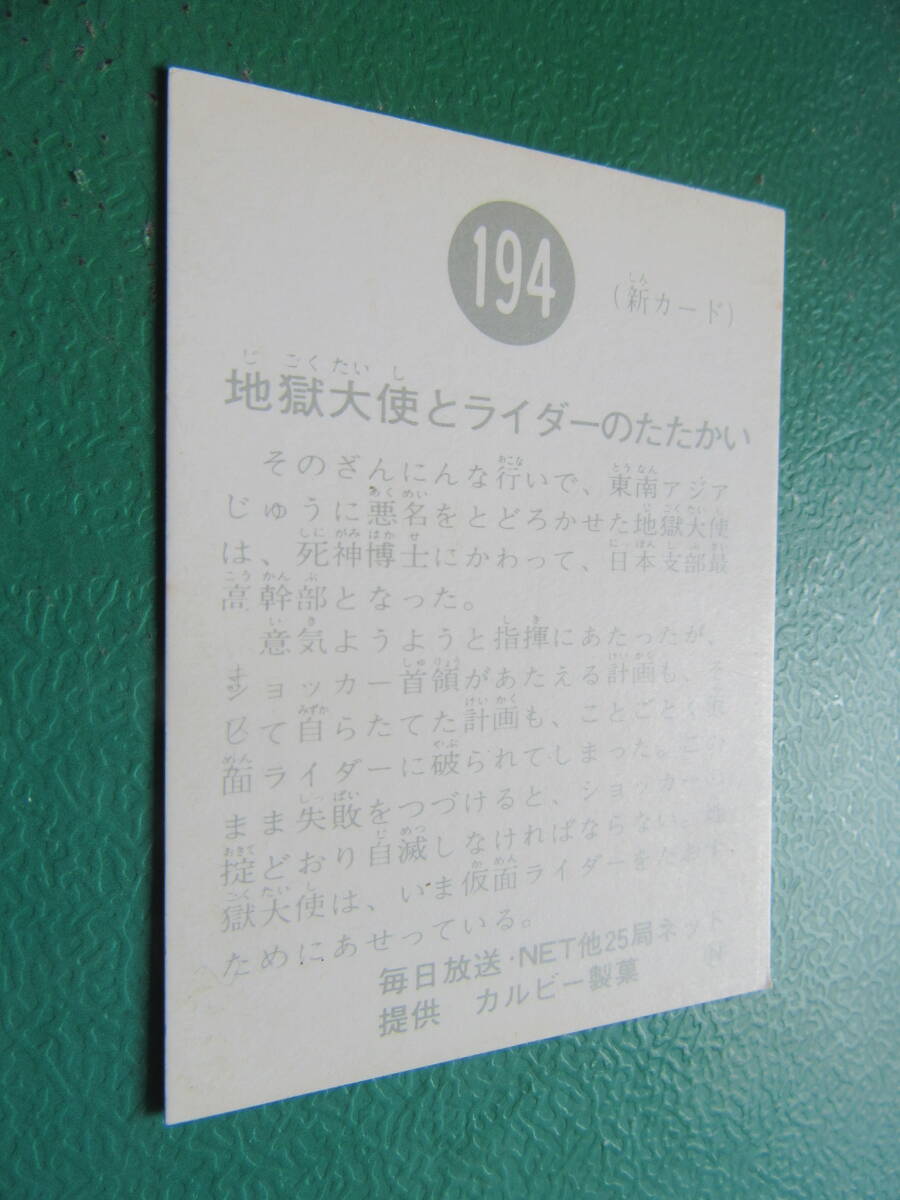 194
(新カード)
地獄大使とライダーのたたかい
そのざんにんな行いで、東南アジア
じゅうに悪名をとどろかせた地獄大使
は、死神博士にかわって、日本支部最
高幹部となった。
意気ようようと指揮にあたったが、
ショッカー首領があたえる計画も、そ
して自らたてた計画も、ことごとく
面ライダーに破られてしまった。この
まま失敗をつづけると、ショッカーの
掟どおり自滅しなければならない。
獄大使は、いま仮面ライダーをたおす
ためにあせっている。
毎日放送・NET他25局ネット
提供 カルビー製菓